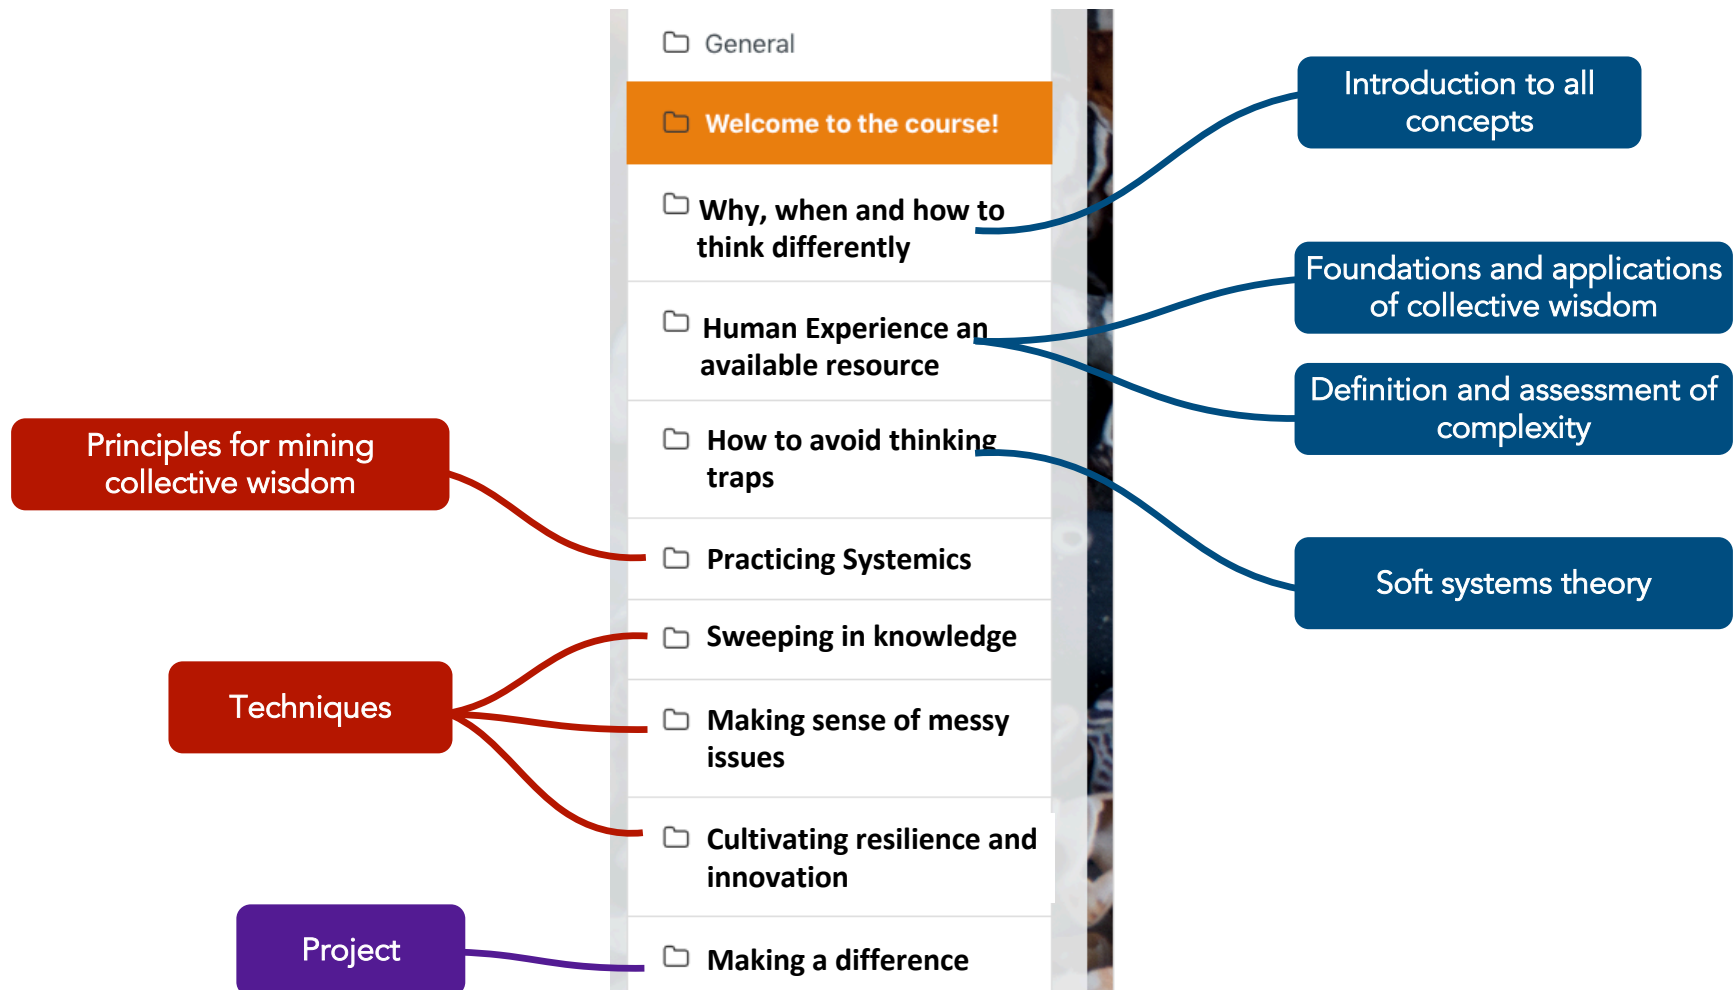 General
Welcome to the course!
Why, when and how to
think differently
Human Experience an
available resource
How to avoid thinking
traps
Practicing Systemics
Sweeping in knowledge
Making sense of messy
issues
Cultivating resilience and
innovation
Making a difference
Principles for mining
collective wisdom
Techniques
Project
Introduction to all
concepts
Foundations and applications
of collective wisdom
Definition and assessment of
complexity
Soft systems theory